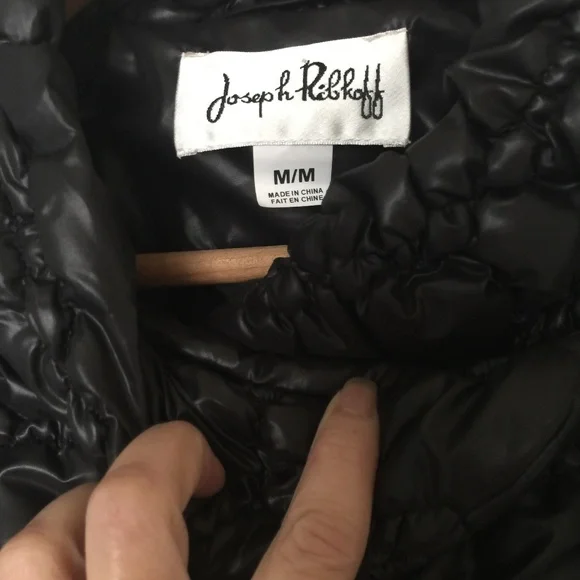 Joseph Ribkoff
M/M
MADE IN CHINA
FAIT EN CHINE